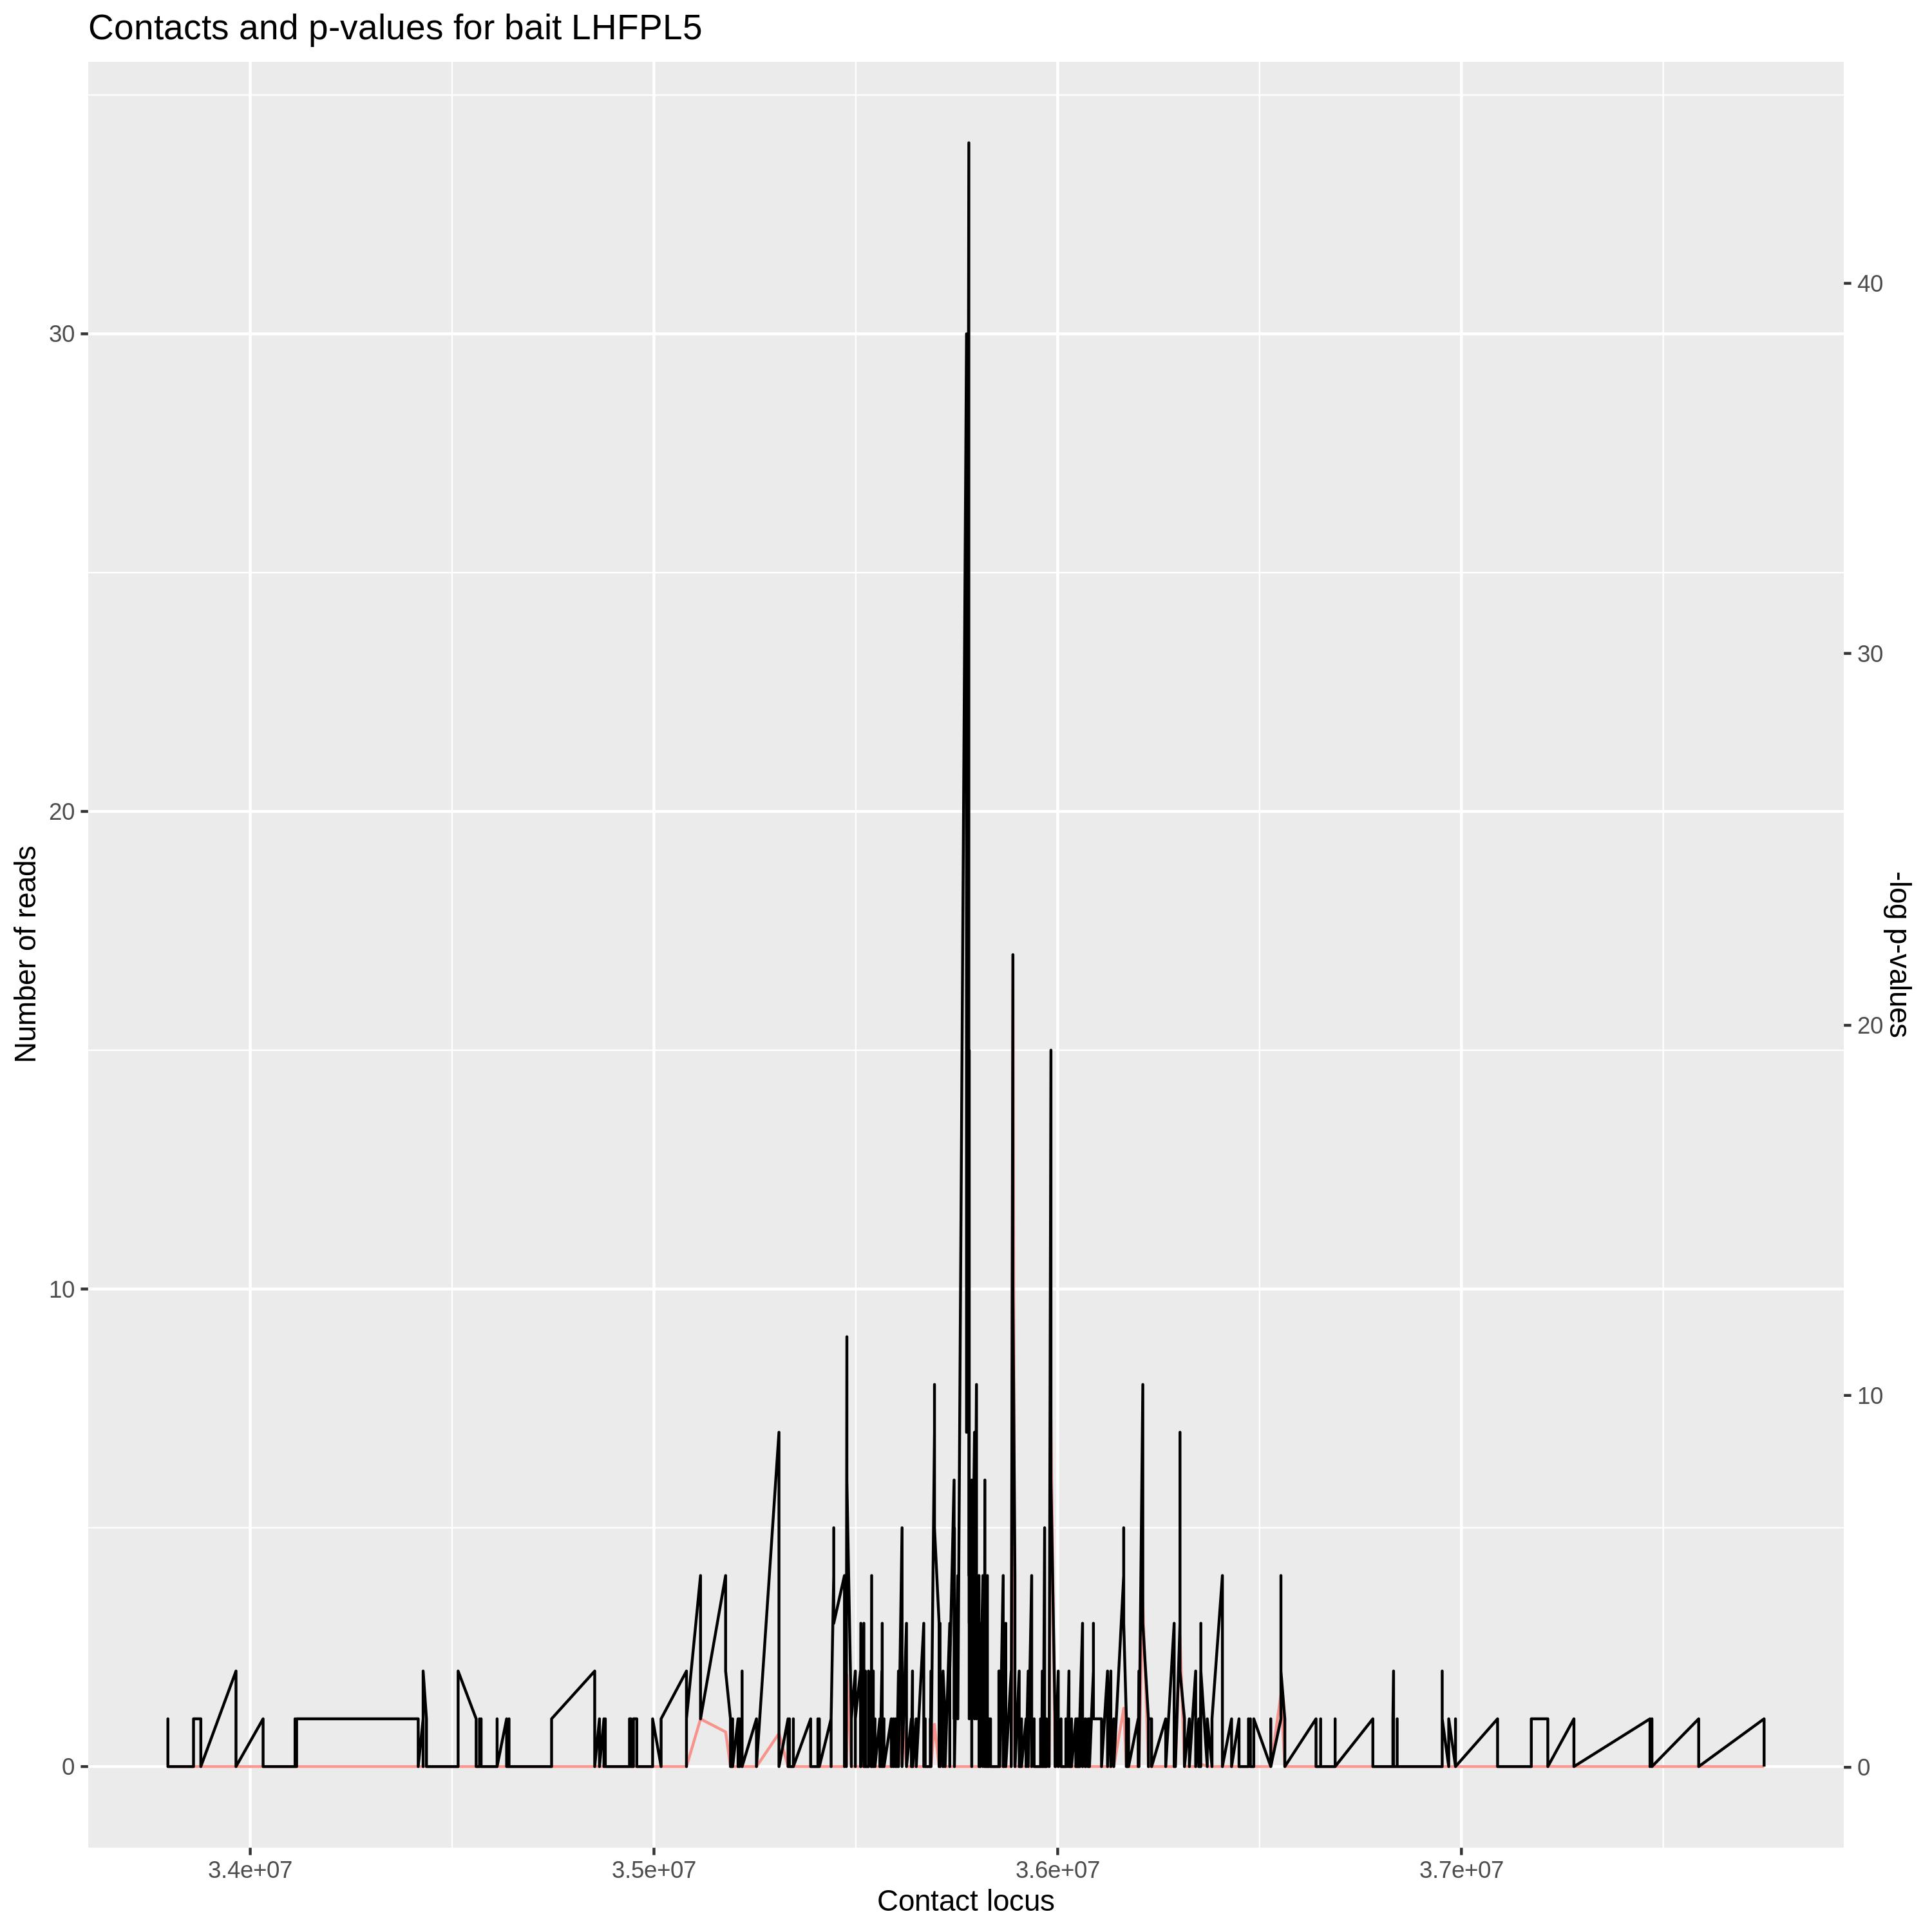 Contacts and p-values for bait LHFPL5
30
20
10
0
Number of reads
40
30
20
10
0
-log p-values
3.4e+07 3.5e+07 3.6e+07 3.7e+07
Contact locus